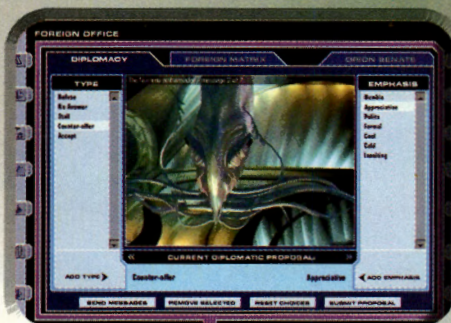 FOREIGN OFFICE
DIPLOMACY
FOREIGN MATRIX
ORION SENATE
TYPE
Refuse
No Answer
Stall
Counter-offer
Accept
EMPHASIS
Humble
Appreciation
Polite
Formal
Cool
Cold
Insulting
CURRENT DIPLOMATIC PROPOSAL:
ADD TYPE
Counter-offer
Appreciation
ADD EMPHASIS
SEND MESSAGES
REMOVE SELECTED
RESET CHOICES
SUBMIT PROPOSAL